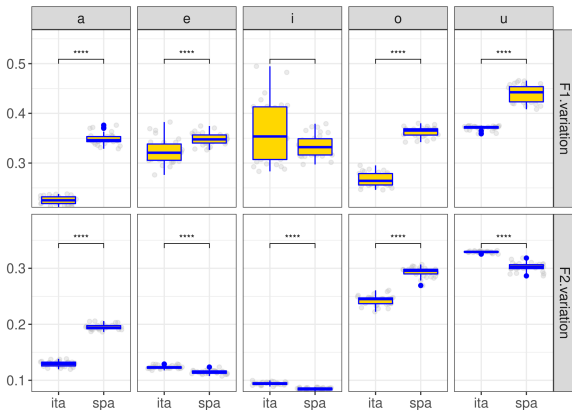 a e i o u
**** **** **** **** ****
0.5
0.4
0.3
F1.variation
**** **** **** **** ****
0.3
0.2
0.1
F2.variation
ita spa ita spa ita spa ita spa ita spa